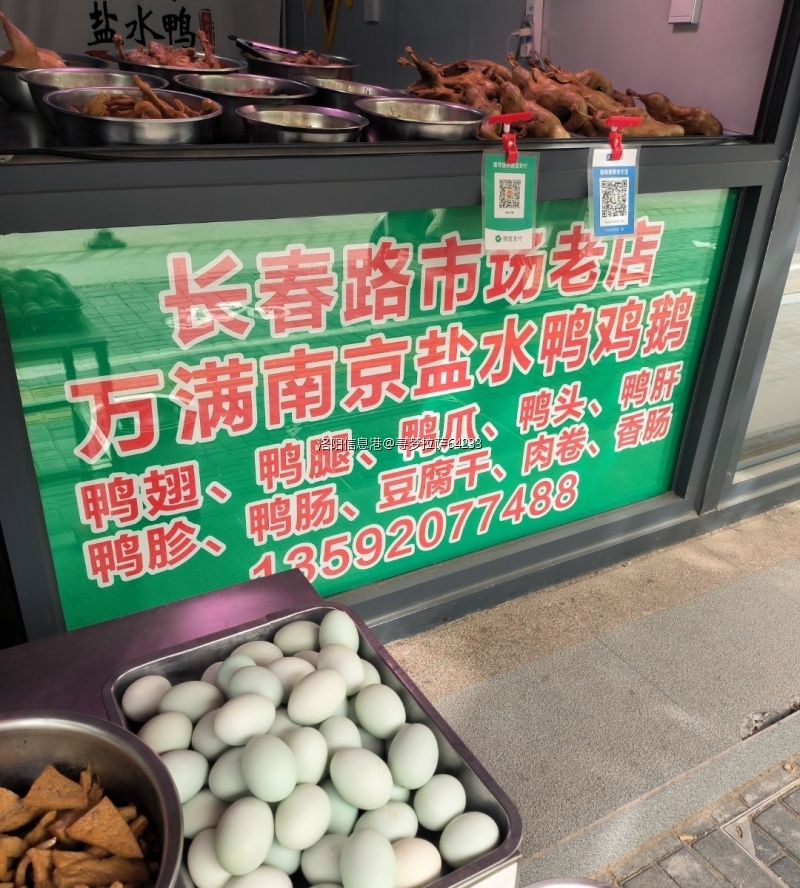 盐水鸭
长春路市场老店
万满南京盐水鸭鸡鹅
鸭翅、鸭腿、鸭爪、鸭头、鸭肝
鸭胗、鸭肠、豆腐干、肉卷、香肠
13592077488
洛阳信息港@寻梦拉萨64233